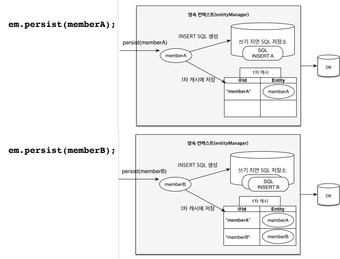 em.persist(memberA);
영속 컨텍스트(entityManager)
persist(memberA)
memberA
INSERT SQL 생성
쓰기 지연 SQL 저장소
SQL
INSERT A
1차 캐시에 저장
1차 캐시
@Id
Entity
"memberA"
memberA
DB
em.persist(memberB);
영속 컨텍스트(entityManager)
persist(memberB)
memberB
INSERT SQL 생성
쓰기 지연 SQL 저장소
SQL
INSERT B
1차 캐시에 저장
1차 캐시
@Id
Entity
"memberA"
memberA
"memberB"
memberB
DB